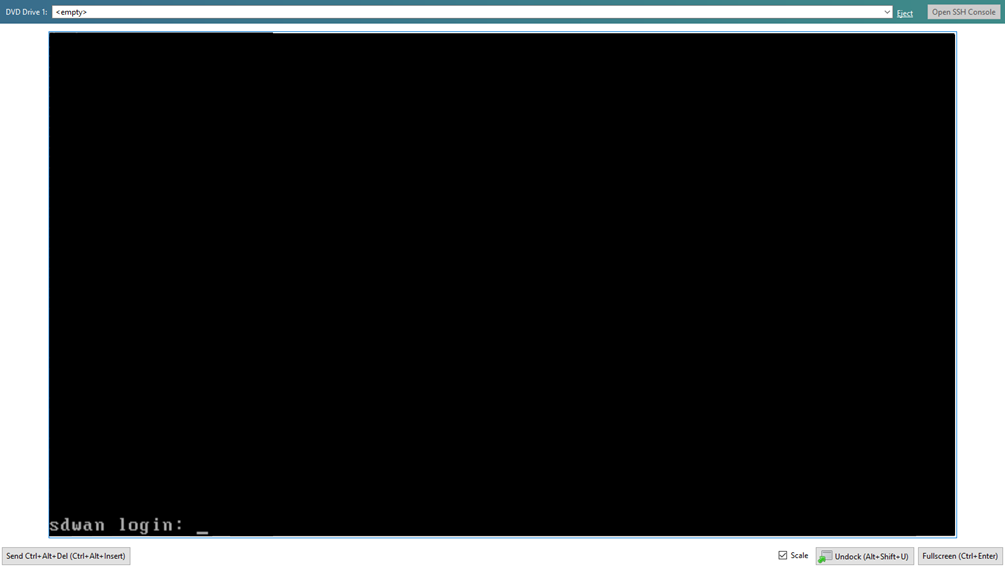 DVD Drive 1: <empty> Eject Open SSH Console
sdwan login: _
Send Ctrl+Alt+Del (Ctrl+Alt+Insert) Scale Undock (Alt+Shift+U) Fullscreen (Ctrl+Enter)